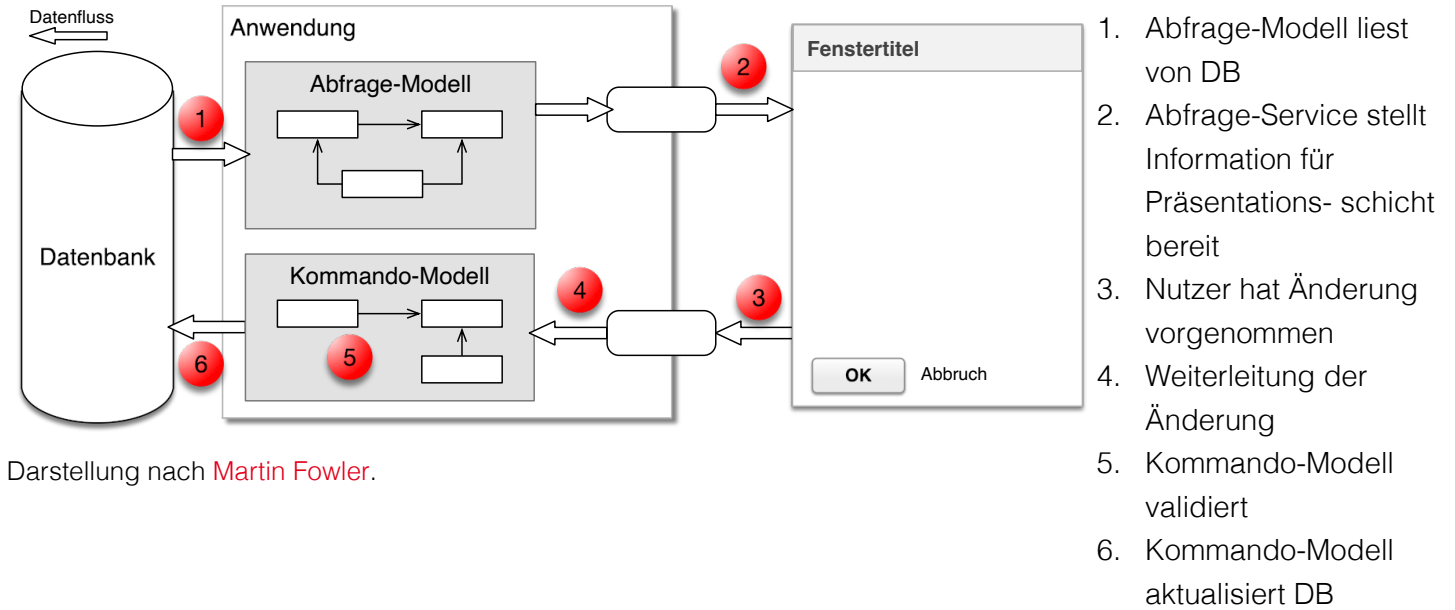 Datenfluss
Anwendung
Abfrage-Modell
1
2
Datenbank
Kommando-Modell
3
4
5
6
Fenstertitel
OK
Abbruch
Darstellung nach Martin Fowler.
1. Abfrage-Modell liest
von DB
2. Abfrage-Service stellt
Information für
Präsentations- schicht
bereit
3. Nutzer hat Änderung
vorgenommen
4. Weiterleitung der
Änderung
5. Kommando-Modell
validiert
6. Kommando-Modell
aktualisiert DB